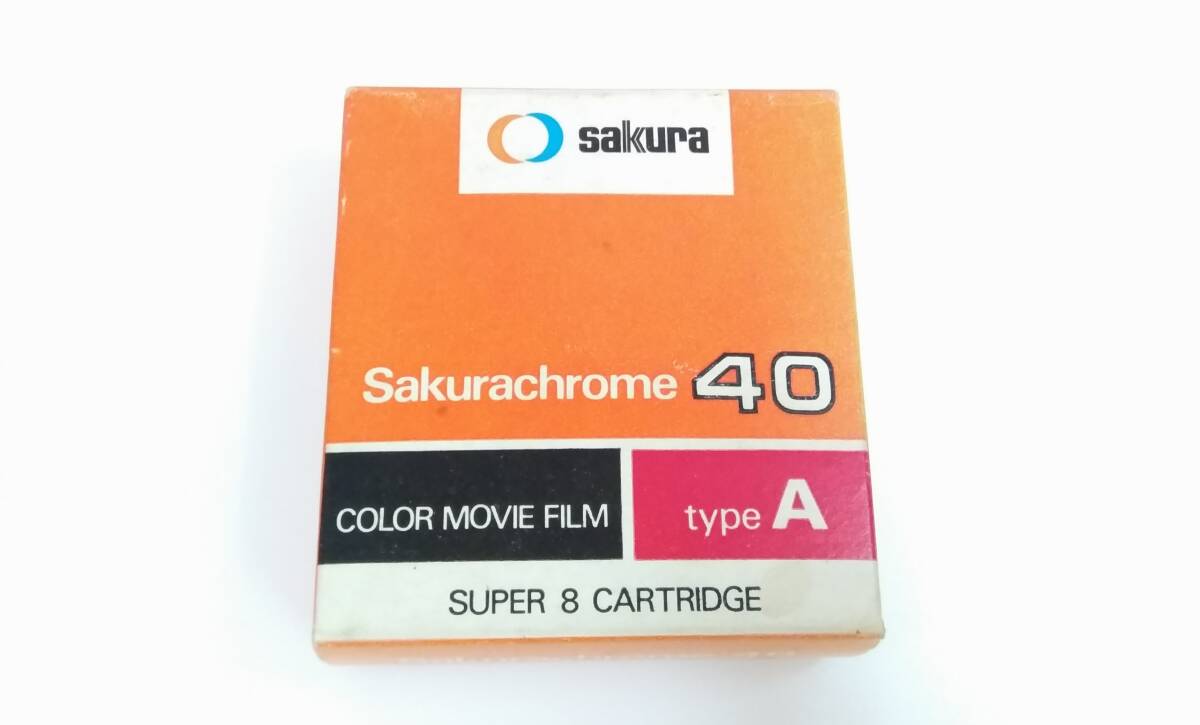 sakura
Sakurachrome 40
COLOR MOVIE FILM
type A
SUPER 8 CARTRIDGE